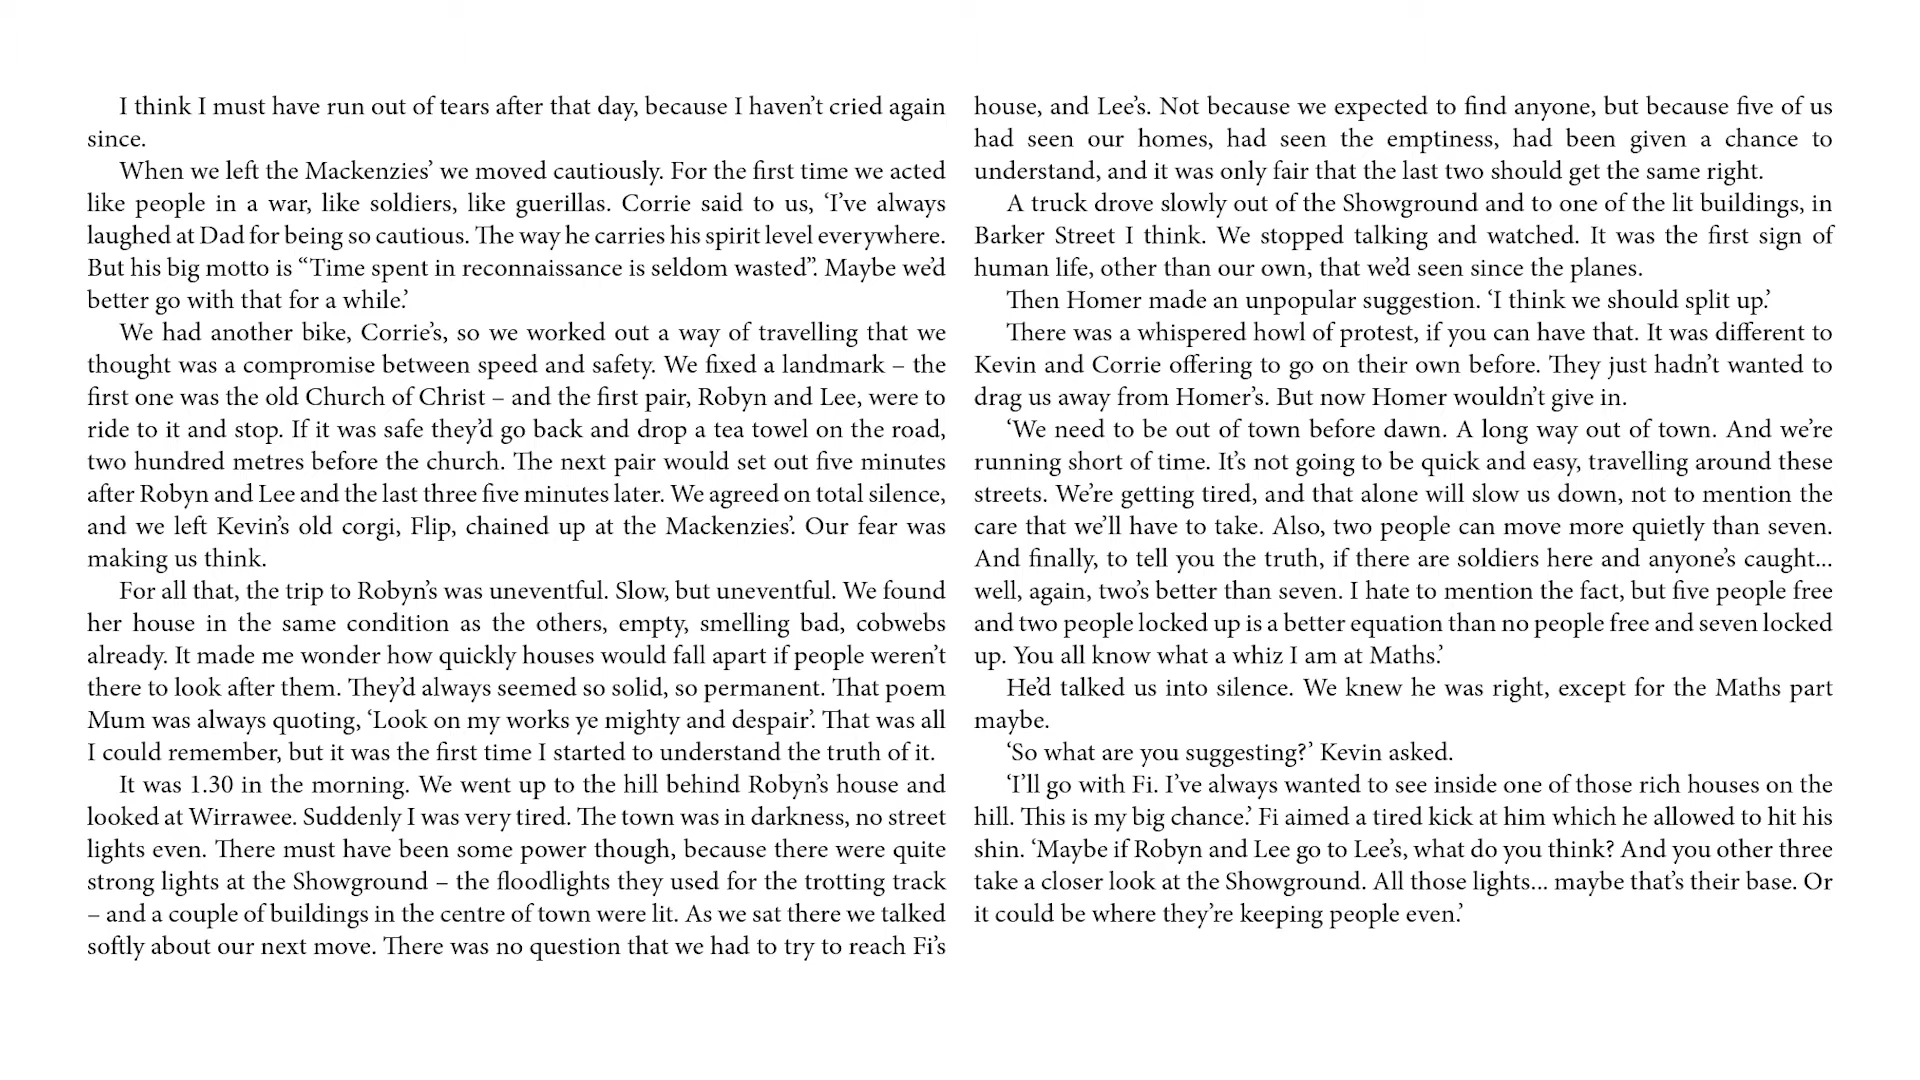 I think I must have run out of tears after that day, because I haven’t cried again
since.
When we left the Mackenzies’ we moved cautiously. For the first time we acted
like people in a war, like soldiers, like guerillas. Corrie said to us, ‘I’ve always
laughed at Dad for being so cautious. The way he carries his spirit level everywhere.
But his big motto is “Time spent in reconnaissance is seldom wasted”. Maybe we’d
better go with that for a while.’
We had another bike, Corrie’s, so we worked out a way of travelling that we
thought was a compromise between speed and safety. We fixed a landmark – the
first one was the old Church of Christ – and the first pair, Robyn and Lee, were to
ride to it and stop. If it was safe they’d go back and drop a tea towel on the road,
two hundred metres before the church. The next pair would set out five minutes
after Robyn and Lee and the last three five minutes later. We agreed on total silence,
and we left Kevin’s old corgi, Flip, chained up at the Mackenzies’. Our fear was
making us think.
For all that, the trip to Robyn’s was uneventful. Slow, but uneventful. We found
her house in the same condition as the others, empty, smelling bad, cobwebs
already. It made me wonder how quickly houses would fall apart if people weren’t
there to look after them. They’d always seemed so solid, so permanent. That poem
Mum was always quoting, ‘Look on my works ye mighty and despair’. That was all
I could remember, but it was the first time I started to understand the truth of it.
It was 1.30 in the morning. We went up to the hill behind Robyn’s house and
looked at Wirrawee. Suddenly I was very tired. The town was in darkness, no street
lights even. There must have been some power though, because there were quite
strong lights at the Showground – the floodlights they used for the trotting track
– and a couple of buildings in the centre of town were lit. As we sat there we talked
softly about our next move. There was no question that we had to try to reach Fi’s
house, and Lee’s. Not because we expected to find anyone, but because five of us
had seen our homes, had seen the emptiness, had been given a chance to
understand, and it was only fair that the last two should get the same right.
A truck drove slowly out of the Showground and to one of the lit buildings, in
Barker Street I think. We stopped talking and watched. It was the first sign of
human life, other than our own, that we’d seen since the planes.
Then Homer made an unpopular suggestion. ‘I think we should split up.’
There was a whispered howl of protest, if you can have that. It was different to
Kevin and Corrie offering to go on their own before. They just hadn’t wanted to
drag us away from Homer’s. But now Homer wouldn’t give in.
‘We need to be out of town before dawn. A long way out of town. And we’re
running short of time. It’s not going to be quick and easy, travelling around these
streets. We’re getting tired, and that alone will slow us down, not to mention the
care that we’ll have to take. Also, two people can move more quietly than seven.
And finally, to tell you the truth, if there are soldiers here and anyone’s caught...
well, again, two’s better than seven. I hate to mention the fact, but five people free
and two people locked up is a better equation than no people free and seven locked
up. You all know what a whiz I am at Maths.’
He’d talked us into silence. We knew he was right, except for the Maths part
maybe.
‘So what are you suggesting?’ Kevin asked.
‘I’ll go with Fi. I’ve always wanted to see inside one of those rich houses on the
hill. This is my big chance.’ Fi aimed a tired kick at him which he allowed to hit his
shin. ‘Maybe if Robyn and Lee go to Lee’s, what do you think? And you other three
take a closer look at the Showground. All those lights... maybe that’s their base. Or
it could be where they’re keeping people even.’